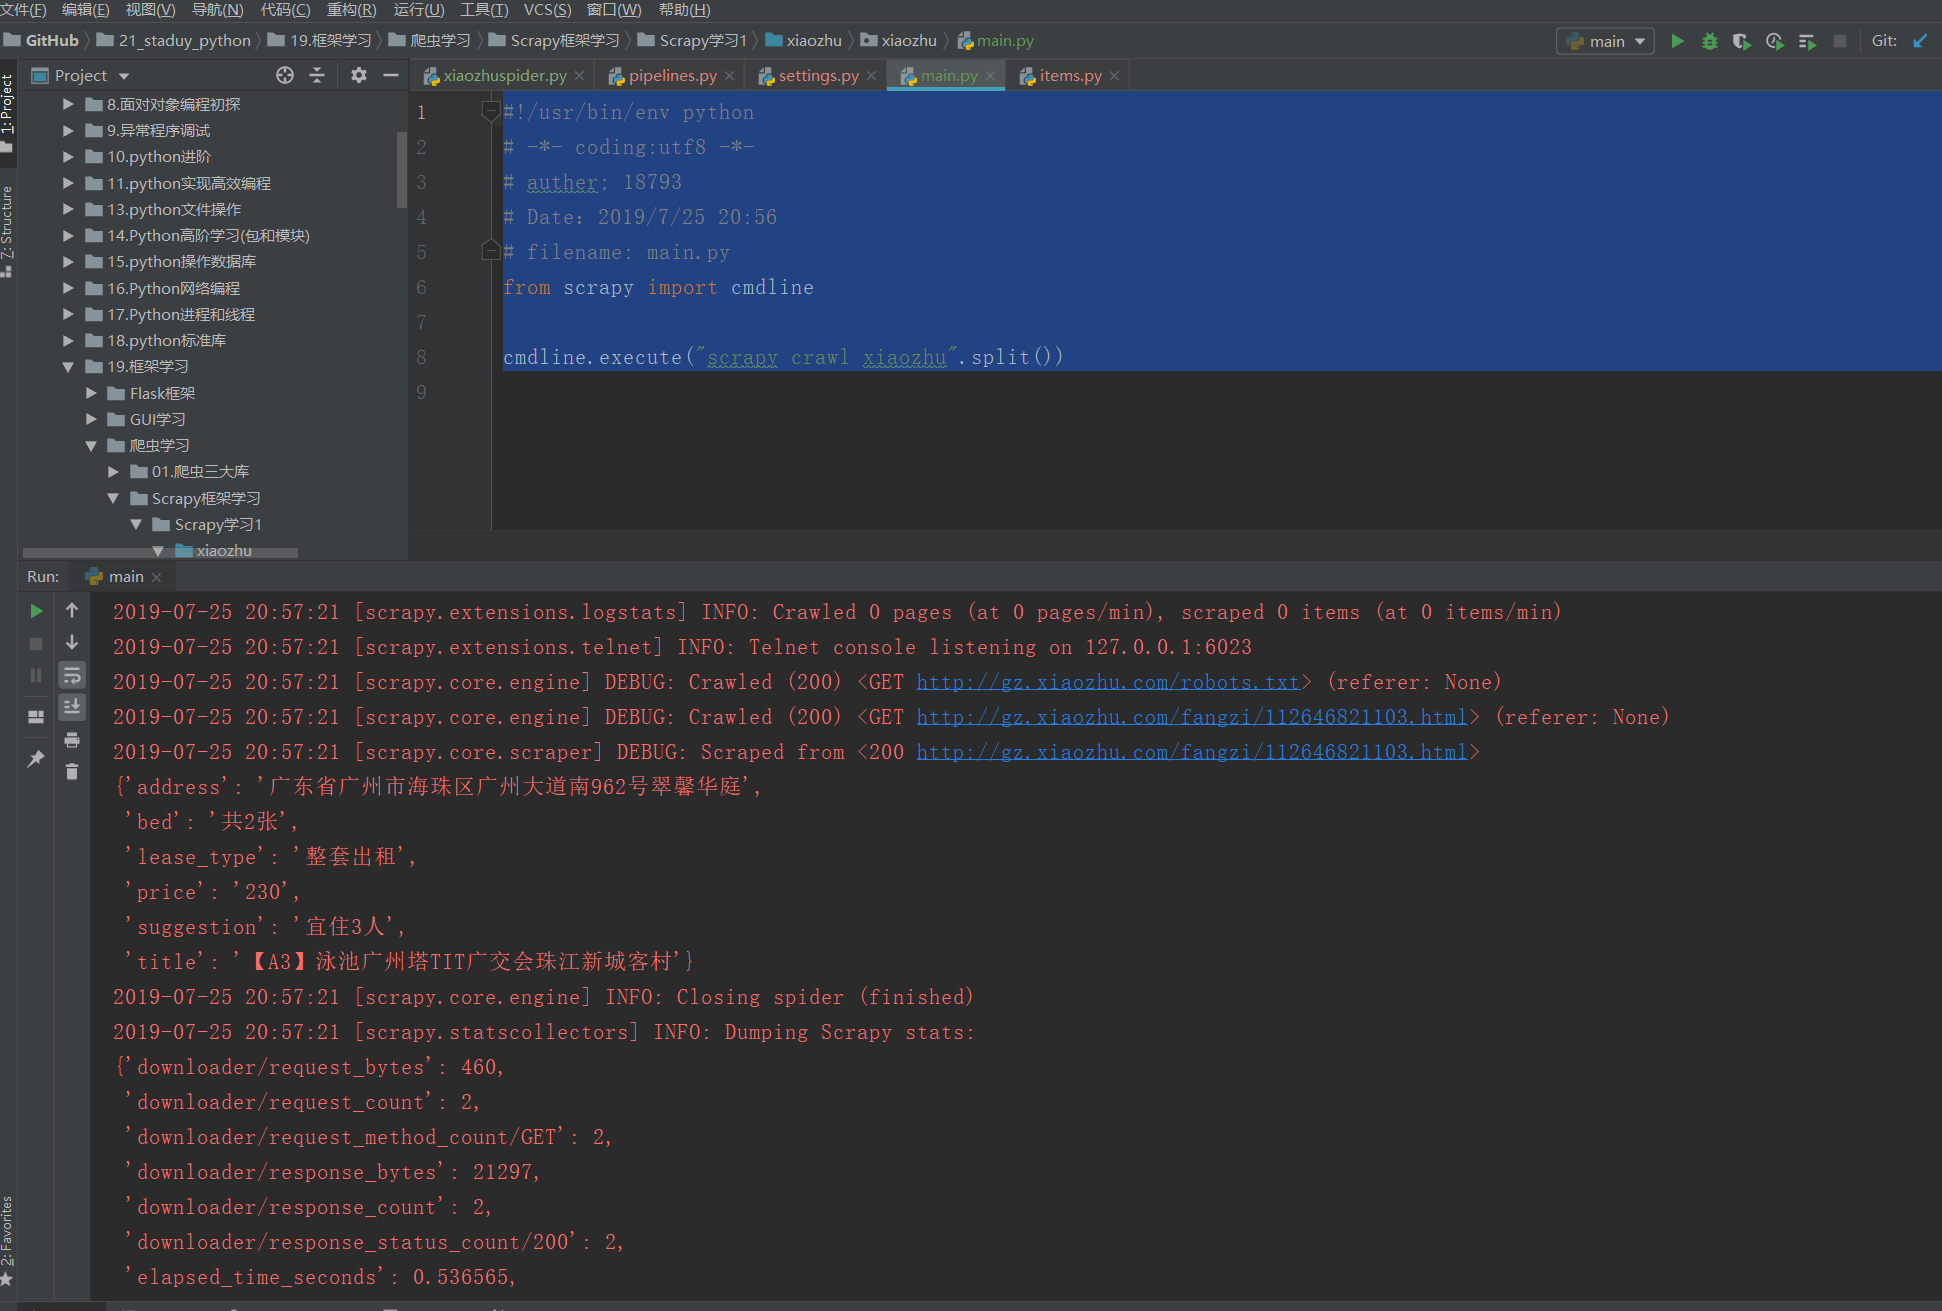 文件(F) 编辑(E) 视图(V) 导航(N) 代码(C) 重构(R) 运行(U) 工具(T) VCS(S) 窗口(W) 帮助(H)
GitHub 21_staduy_python 19.框架学习 爬虫学习 Scrapy框架学习 Scrapy学习1 xiaozhu xiaozhu main.py main Git:
Project
xiaozhuspider.py pipelines.py settings.py main.py items.py
1: Project
7: Structure
2: Favorites
8.面对对象编程初探
9.异常程序调试
10.python进阶
11.python实现高效编程
13.python文件操作
14.Python高阶学习(包和模块)
15.python操作数据库
16.Python网络编程
17.Python进程和线程
18.python标准库
19.框架学习
Flask框架
GUI学习
爬虫学习
01.爬虫三大库
Scrapy框架学习
Scrapy学习1
xiaozhu
1 #!/usr/bin/env python
2 # -*- coding:utf8 -*-
3 # auther; 18793
4 # Date：2019/7/25 20:56
5 # filename: main.py
6 from scrapy import cmdline
7
8 cmdline.execute("scrapy crawl xiaozhu".split())
9
Run: main
2019-07-25 20:57:21 [scrapy.extensions.logstats] INFO: Crawled 0 pages (at 0 pages/min), scraped 0 items (at 0 items/min)
2019-07-25 20:57:21 [scrapy.extensions.telnet] INFO: Telnet console listening on 127.0.0.1:6023
2019-07-25 20:57:21 [scrapy.core.engine] DEBUG: Crawled (200) <GET http://gz.xiaozhu.com/robots.txt> (referer: None)
2019-07-25 20:57:21 [scrapy.core.engine] DEBUG: Crawled (200) <GET http://gz.xiaozhu.com/fangzi/112646821103.html> (referer: None)
2019-07-25 20:57:21 [scrapy.core.scraper] DEBUG: Scraped from <200 http://gz.xiaozhu.com/fangzi/112646821103.html>
{'address': '广东省广州市海珠区广州大道南962号翠馨华庭',
'bed': '共2张',
'lease_type': '整套出租',
'price': '230',
'suggestion': '宜住3人',
'title': '【A3】泳池广州塔TIT广交会珠江新城客村'}
2019-07-25 20:57:21 [scrapy.core.engine] INFO: Closing spider (finished)
2019-07-25 20:57:21 [scrapy.statscollectors] INFO: Dumping Scrapy stats:
{'downloader/request_bytes': 460,
'downloader/request_count': 2,
'downloader/request_method_count/GET': 2,
'downloader/response_bytes': 21297,
'downloader/response_count': 2,
'downloader/response_status_count/200': 2,
'elapsed_time_seconds': 0.536565,